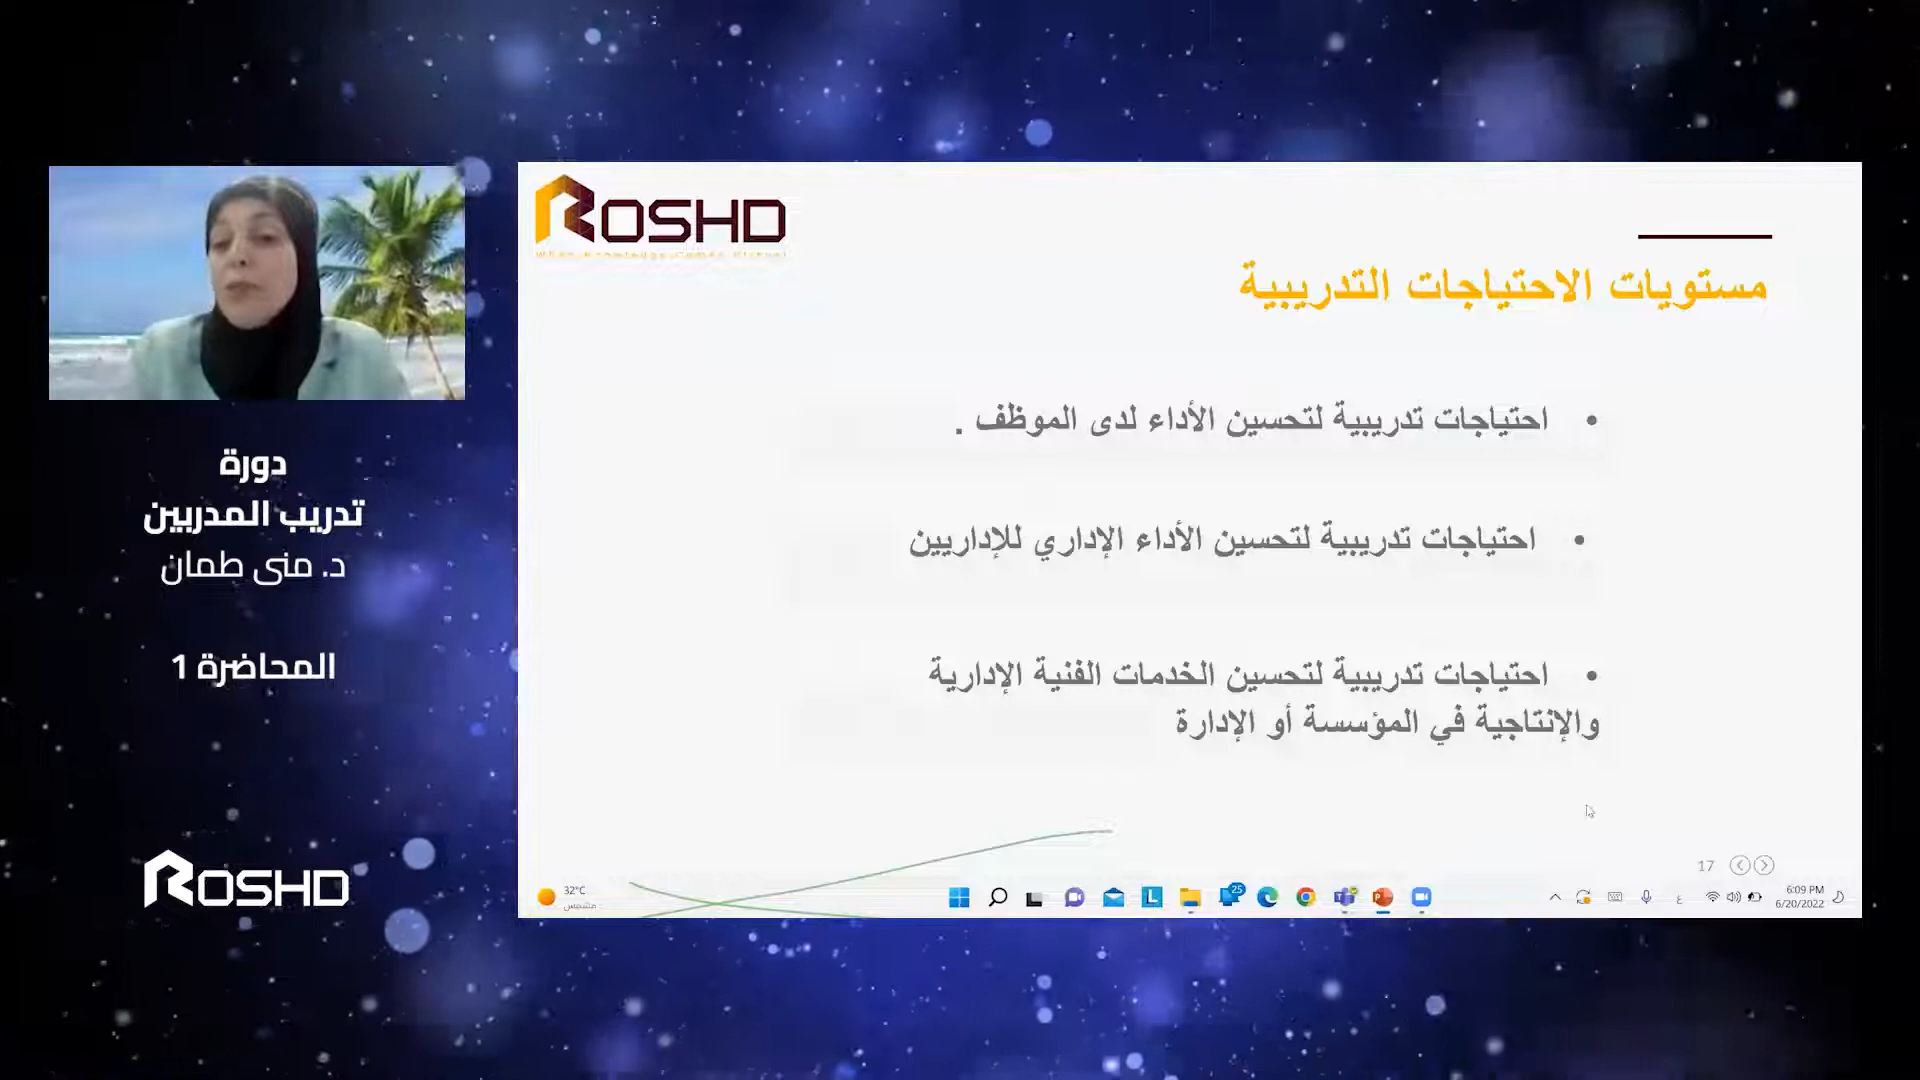 ROSHD
مستويات الاحتياجات التدريبية
• احتياجات تدريبية لتحسين الأداء لدى الموظف .
• احتياجات تدريبية لتحسين الأداء الإداري للإداريين
• احتياجات تدريبية لتحسين الخدمات الفنية الإدارية
والإنتاجية في المؤسسة أو الإدارة
17
دورة
تدريب المدربين
د. منى طمان
المحاضرة 1
ROSHD
32°C
مشمس
25
ع
6:09 PM
6/20/2022